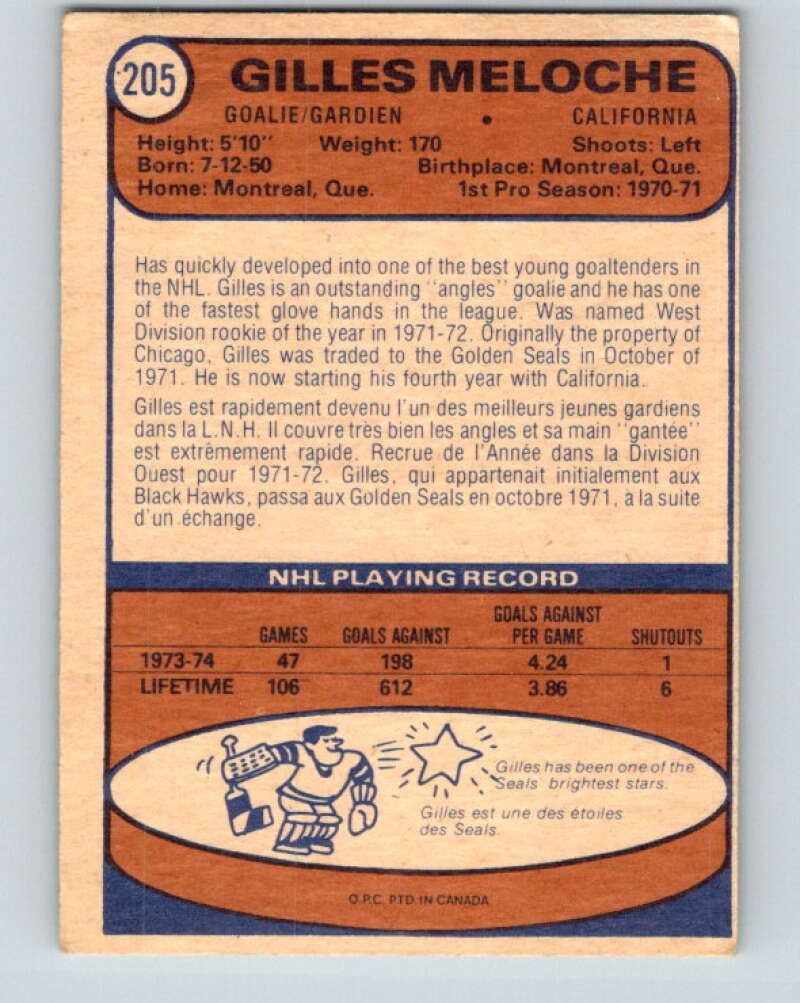 205
GILLES MELOCHE
GOALIE/GARDIEN • CALIFORNIA
Height: 5'10" Weight: 170 Shoots: Left
Born: 7-12-50 Birthplace: Montreal, Que.
Home: Montreal, Que. 1st Pro Season: 1970-71
Has quickly developed into one of the best young goaltenders in
the NHL. Gilles is an outstanding "angles" goalie and he has one
of the fastest glove hands in the league. Was named West
Division rookie of the year in 1971-72. Originally the property of
Chicago, Gilles was traded to the Golden Seals in October of
1971. He is now starting his fourth year with California.
Gilles est rapidement devenu l'un des meilleurs jeunes gardiens
dans la L.N.H. Il couvre très bien les angles et sa main "gantée"
est extrêmement rapide. Recrue de l'Année dans la Division
Ouest pour 1971-72. Gilles, qui appartenait initialement aux
Black Hawks, passa aux Golden Seals en octobre 1971, à la suite
d'un échange.
NHL PLAYING RECORD
GAMES GOALS AGAINST GOALS AGAINST PER GAME SHUTOUTS
1973-74 47 198 4.24 1
LIFETIME 106 612 3.86 6
Gilles has been one of the
Seals' brightest stars.
Gilles est une des étoiles
des Seals.
O.P.C. PTD IN CANADA